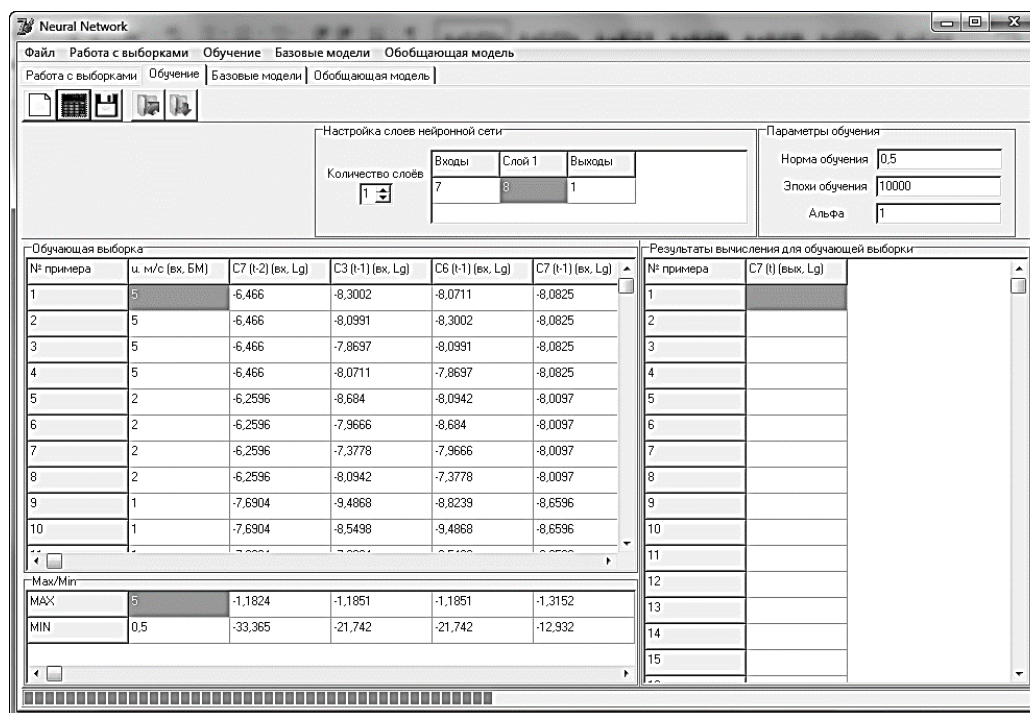 Neural Network
Файл Работа с выборками Обучение Базовые модели Обобщающая модель
Работа с выборками Обучение Базовые модели Обобщающая модель
Настройка слоев нейронной сети
Количество слоёв
1
Входы Слой 1 Выходы
7 8 1
Параметры обучения
Норма обучения 0,5
Эпохи обучения 10000
Альфа 1
Обучающая выборка
№ примера u. м/с (вх, БМ) C7 (t-2) (вх, Lg) C3 (t-1) (вх, Lg) C6 (t-1) (вх, Lg) C7 (t-1) (вх, Lg)
1 5 -6,466 -8,3002 -8,0711 -8,0825
2 5 -6,466 -8,0991 -8,3002 -8,0825
3 5 -6,466 -7,8697 -8,0991 -8,0825
4 5 -6,466 -8,0711 -7,8697 -8,0825
5 2 -6,2596 -8,684 -8,0942 -8,0097
6 2 -6,2596 -7,9666 -8,684 -8,0097
7 2 -6,2596 -7,3778 -7,9666 -8,0097
8 2 -6,2596 -8,0942 -7,3778 -8,0097
9 1 -7,6904 -9,4868 -8,8239 -8,6596
10 1 -7,6904 -8,5498 -9,4868 -8,6596
Max/Min
MAX 5 -1,1824 -1,1851 -1,1851 -1,3152
MIN 0,5 -33,365 -21,742 -21,742 -12,932
Результаты вычисления для обучающей выборки
№ примера C7 (t) (вых, Lg)
1
2
3
4
5
6
7
8
9
10
11
12
13
14
15